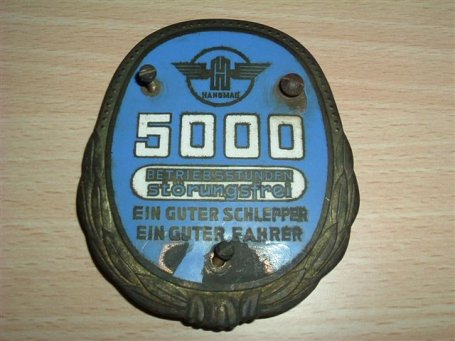 HANOMAG
5000
BETRIEBSSTUNDEN
störungsfrei
EIN GUTER SCHLEPPER
EIN GUTER FAHRER